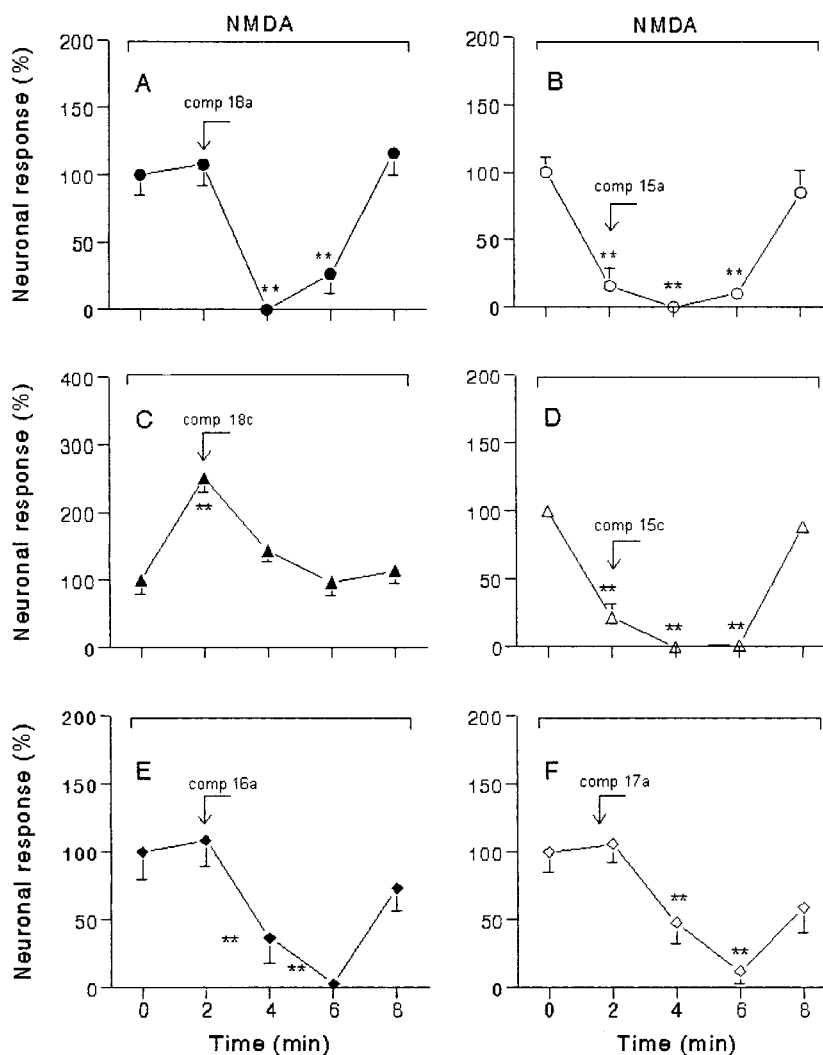 NMDA
NMDA
Neuronal response (%)
200
150
100
50
0
A
comp 18a
**
**
200
150
100
50
0
B
comp 15a
**
**
**
Neuronal response (%)
400
300
200
100
0
C
comp 18c
**
200
150
100
50
0
D
comp 15c
**
**
**
Neuronal response (%)
200
150
100
50
0
E
comp 16a
**
**
0 2 4 6 8
Time (min)
200
150
100
50
0
F
comp 17a
**
**
0 2 4 6 8
Time (min)